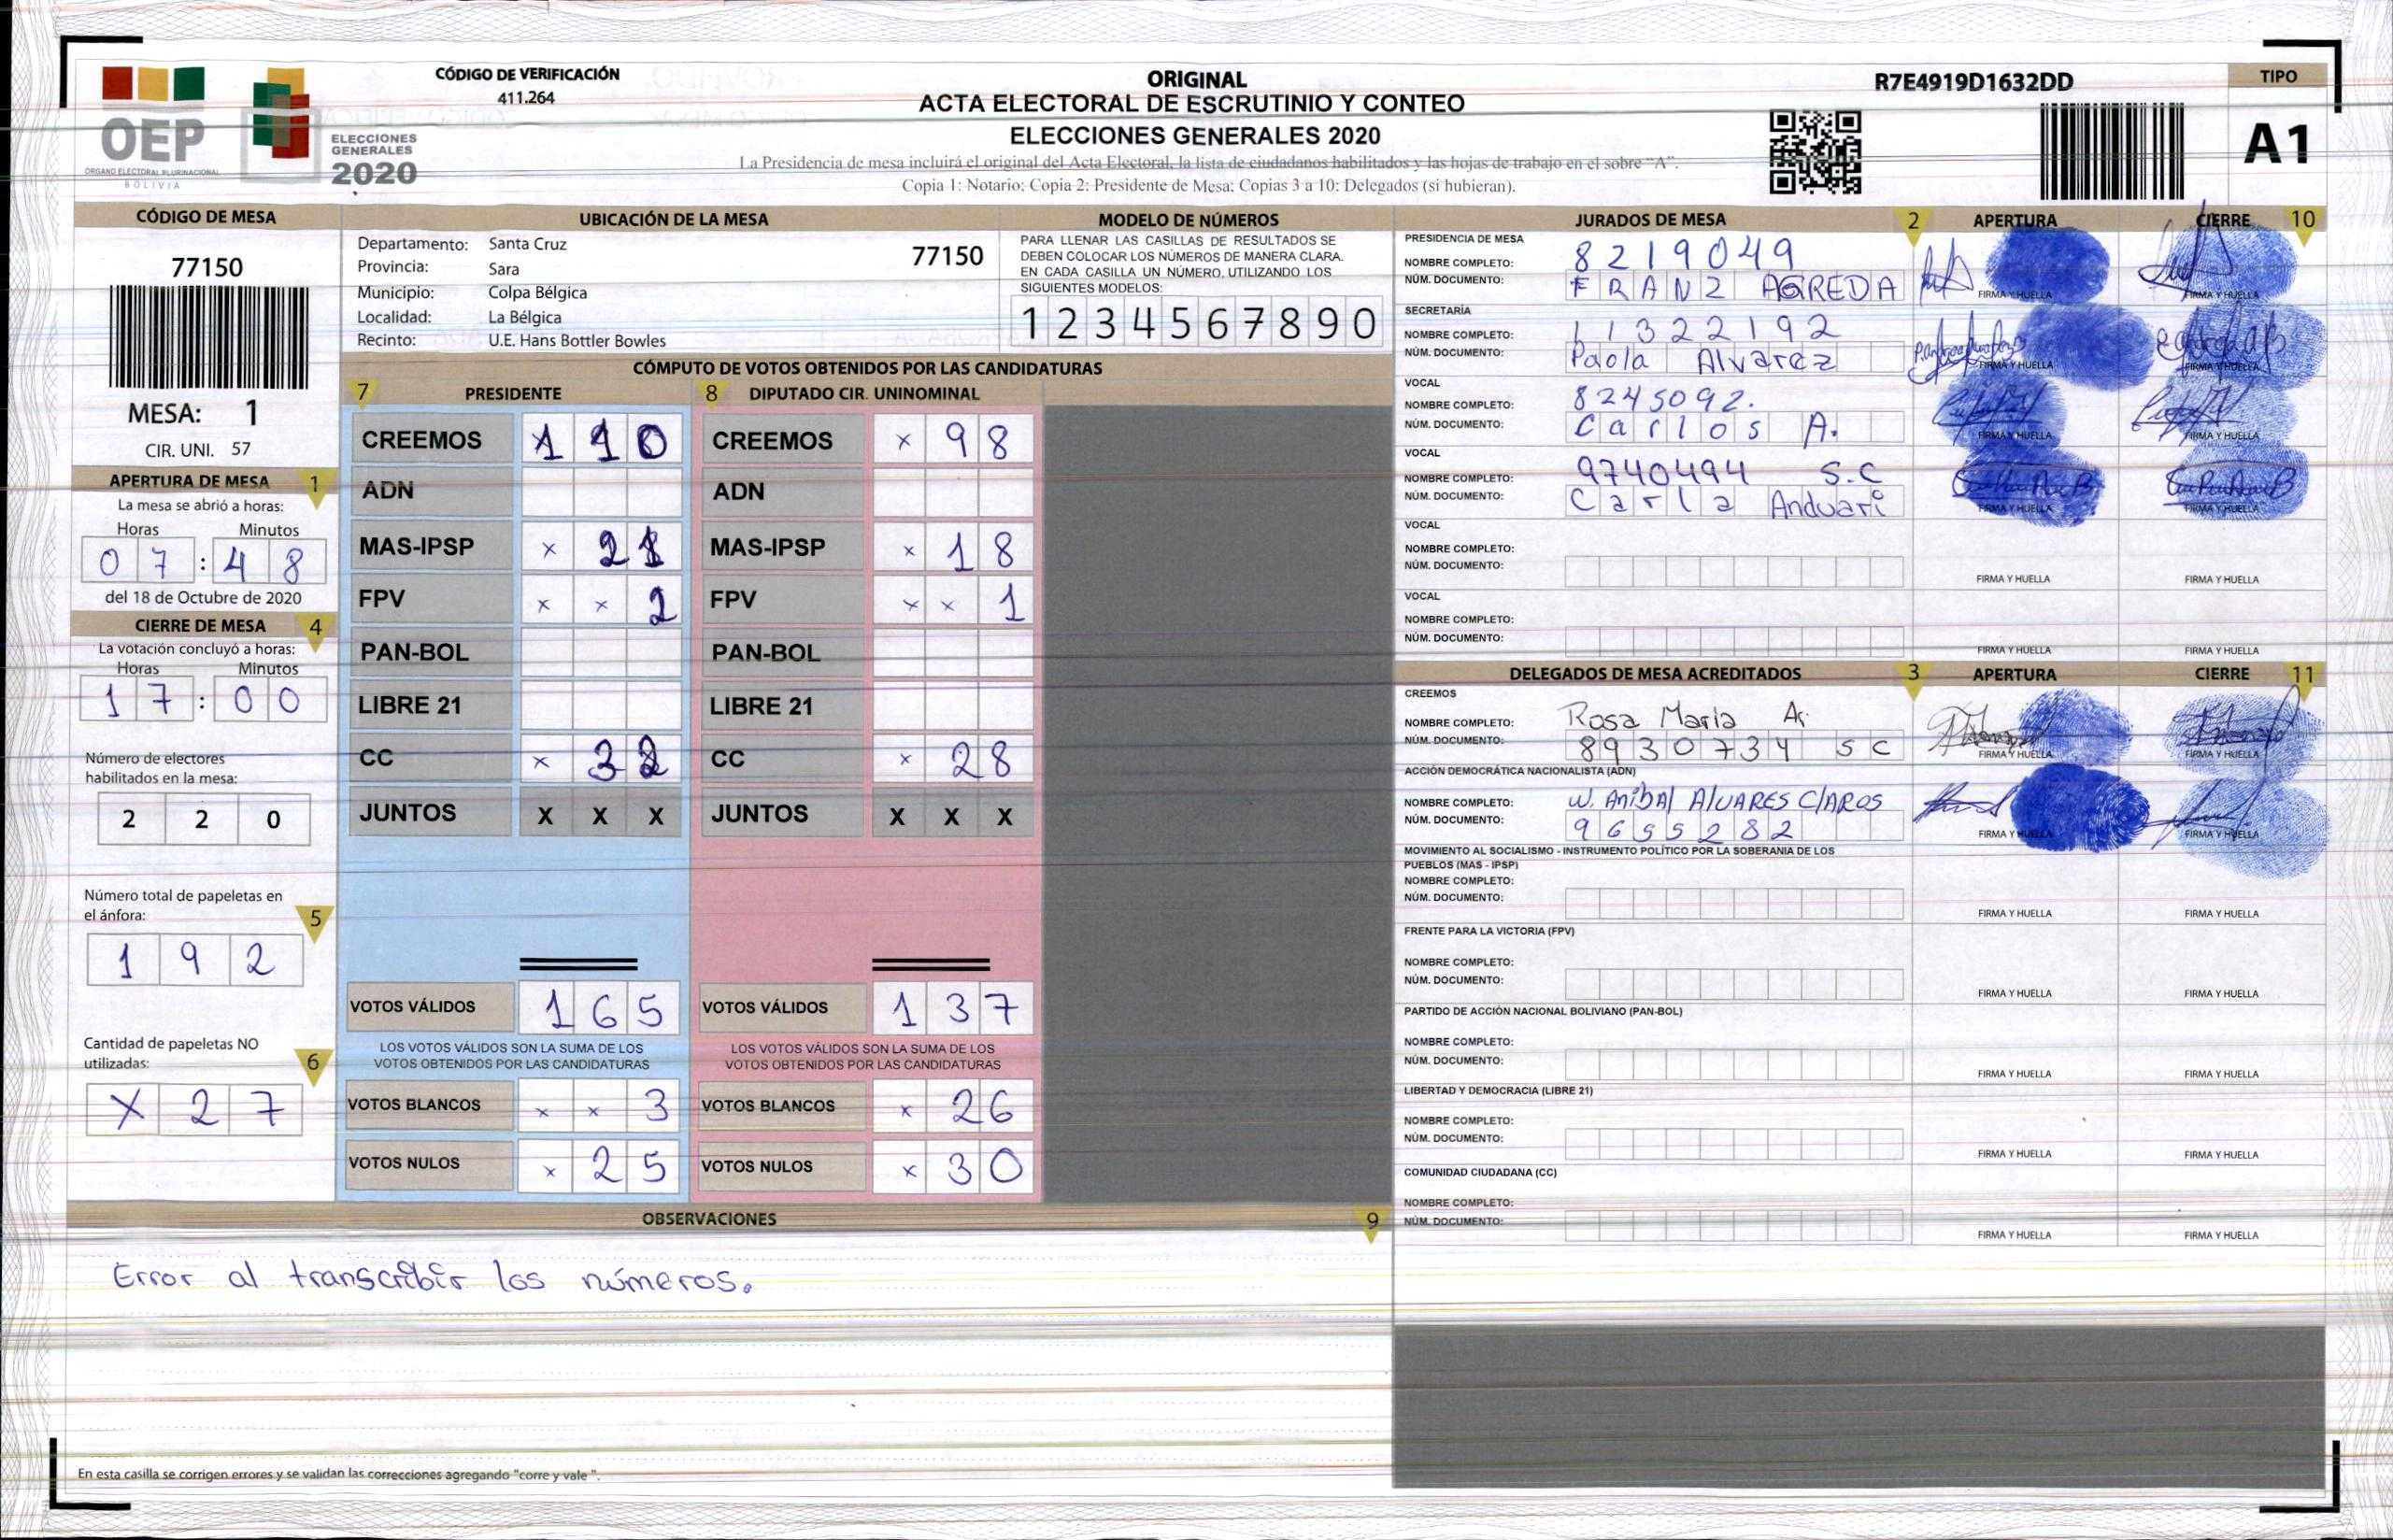 CÓDIGO DE VERIFICACIÓN
411.264
ORIGINAL
ACTA ELECTORAL DE ESCRUTINIO Y CONTEO
ELECCIONES GENERALES 2020
La Presidencia de mesa incluirá el original del Acta Electoral, la lista de ciudadanos habilitados y las hojas de trabajo en el sobre "A".
Copia 1: Notario; Copia 2: Presidente de Mesa; Copias 3 a 10: Delegados (si hubieran).
R7E4919D1632DD
TIPO
A1
OEP
ÓRGANO ELECTORAL PLURINACIONAL
BOLIVIA
ELECCIONES
GENERALES
2020
CÓDIGO DE MESA
77150
MESA: 1
CIR. UNI. 57
APERTURA DE MESA 1
La mesa se abrió a horas:
Horas Minutos
0 7 : 4 8
del 18 de Octubre de 2020
CIERRE DE MESA 4
La votación concluyó a horas:
Horas Minutos
1 7 : 0 0
Número de electores
habilitados en la mesa:
2 2 0
Número total de papeletas en
el ánfora: 5
1 9 2
Cantidad de papeletas NO
utilizadas: 6
X 2 7
UBICACIÓN DE LA MESA
Departamento: Santa Cruz 77150
Provincia: Sara
Municipio: Colpa Bélgica
Localidad: La Bélgica
Recinto: U.E. Hans Bottler Bowles
MODELO DE NÚMEROS
PARA LLENAR LAS CASILLAS DE RESULTADOS SE
DEBEN COLOCAR LOS NÚMEROS DE MANERA CLARA.
EN CADA CASILLA UN NÚMERO, UTILIZANDO LOS
SIGUIENTES MODELOS:
1 2 3 4 5 6 7 8 9 0
CÓMPUTO DE VOTOS OBTENIDOS POR LAS CANDIDATURAS
7 PRESIDENTE
CREEMOS 1 1 0
ADN
MAS-IPSP x 2 1
FPV x x 2
PAN-BOL
LIBRE 21
CC x 3 2
JUNTOS X X X
VOTOS VÁLIDOS 1 6 5
LOS VOTOS VÁLIDOS SON LA SUMA DE LOS
VOTOS OBTENIDOS POR LAS CANDIDATURAS
VOTOS BLANCOS x x 3
VOTOS NULOS x 2 5
8 DIPUTADO CIR. UNINOMINAL
CREEMOS x 9 8
ADN
MAS-IPSP x 1 8
FPV x x 1
PAN-BOL
LIBRE 21
CC x 2 8
JUNTOS X X X
VOTOS VÁLIDOS 1 3 7
LOS VOTOS VÁLIDOS SON LA SUMA DE LOS
VOTOS OBTENIDOS POR LAS CANDIDATURAS
VOTOS BLANCOS x 2 6
VOTOS NULOS x 3 0
OBSERVACIONES 9
Error al transcribir los números.
En esta casilla se corrigen errores y se validan las correcciones agregando "corre y vale ".
JURADOS DE MESA 2 APERTURA CIERRE 10
PRESIDENCIA DE MESA
NOMBRE COMPLETO: 8219049
NÚM. DOCUMENTO: FRANZ AGREDA
FIRMA Y HUELLA FIRMA Y HUELLA
SECRETARÍA
NOMBRE COMPLETO: 11322192
NÚM. DOCUMENTO: Paola Alvarez
FIRMA Y HUELLA FIRMA Y HUELLA
VOCAL
NOMBRE COMPLETO: 8245092.
NÚM. DOCUMENTO: Carlos A.
FIRMA Y HUELLA FIRMA Y HUELLA
VOCAL
NOMBRE COMPLETO: 9740494 S.C
NÚM. DOCUMENTO: Carla Anduari
FIRMA Y HUELLA FIRMA Y HUELLA
VOCAL
NOMBRE COMPLETO:
NÚM. DOCUMENTO:
FIRMA Y HUELLA FIRMA Y HUELLA
VOCAL
NOMBRE COMPLETO:
NÚM. DOCUMENTO:
FIRMA Y HUELLA FIRMA Y HUELLA
DELEGADOS DE MESA ACREDITADOS 3 APERTURA CIERRE 11
CREEMOS
NOMBRE COMPLETO: Rosa Maria A.
NÚM. DOCUMENTO: 8930734 SC
FIRMA Y HUELLA FIRMA Y HUELLA
ACCIÓN DEMOCRÁTICA NACIONALISTA (ADN)
NOMBRE COMPLETO: W. Anibal ALVARES CLAROS
NÚM. DOCUMENTO: 9655282
FIRMA Y HUELLA FIRMA Y HUELLA
MOVIMIENTO AL SOCIALISMO - INSTRUMENTO POLÍTICO POR LA SOBERANIA DE LOS
PUEBLOS (MAS - IPSP)
NOMBRE COMPLETO:
NÚM. DOCUMENTO:
FIRMA Y HUELLA FIRMA Y HUELLA
FRENTE PARA LA VICTORIA (FPV)
NOMBRE COMPLETO:
NÚM. DOCUMENTO:
FIRMA Y HUELLA FIRMA Y HUELLA
PARTIDO DE ACCIÓN NACIONAL BOLIVIANO (PAN-BOL)
NOMBRE COMPLETO:
NÚM. DOCUMENTO:
FIRMA Y HUELLA FIRMA Y HUELLA
LIBERTAD Y DEMOCRACIA (LIBRE 21)
NOMBRE COMPLETO:
NÚM. DOCUMENTO:
FIRMA Y HUELLA FIRMA Y HUELLA
COMUNIDAD CIUDADANA (CC)
NOMBRE COMPLETO:
NÚM. DOCUMENTO:
FIRMA Y HUELLA FIRMA Y HUELLA